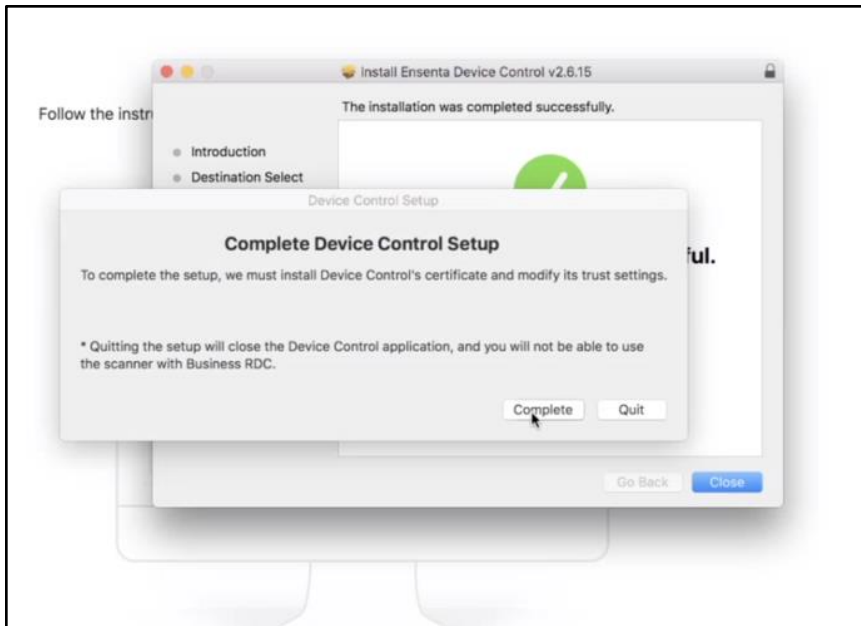 Install Ensenta Device Control v2.6.15
The installation was completed successfully.
Follow the instr
Introduction
Destination Select
Device Control Setup
Complete Device Control Setup
ful.
To complete the setup, we must install Device Control's certificate and modify its trust settings.
* Quitting the setup will close the Device Control application, and you will not be able to use
the scanner with Business RDC.
Complete Quit
Go Back Close